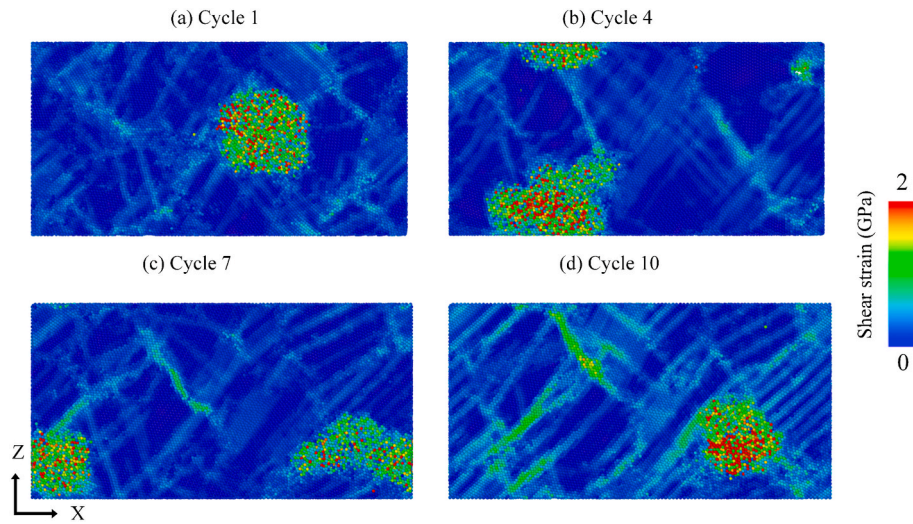 (a) Cycle 1
(b) Cycle 4
(c) Cycle 7
(d) Cycle 10
2
Shear strain (GPa)
0
Z
X